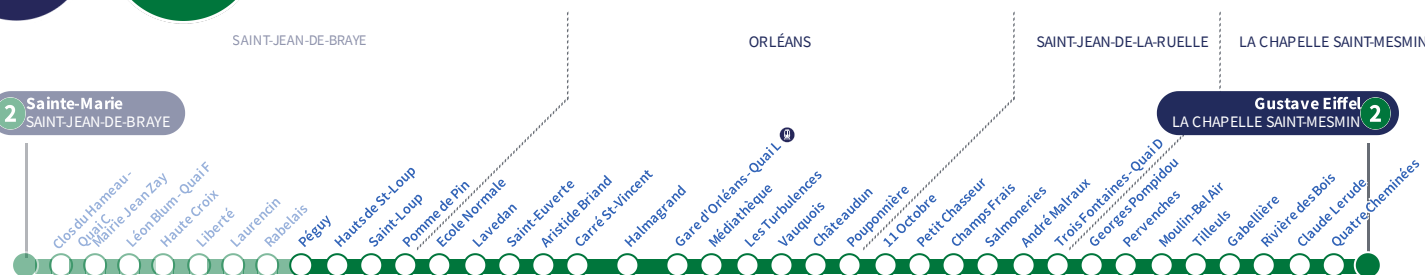 SAINT-JEAN-DE-BRAYE
ORLÉANS
SAINT-JEAN-DE-LA-RUELLE
LA CHAPELLE SAINT-MESMIN
2
Sainte-Marie
SAINT-JEAN-DE-BRAYE
Gustave Eiffel
LA CHAPELLE SAINT-MESMIN
2
Clos du Hameau -
Quai C
Mairie Jean Zay
Léon Blum - Quai F
Haute Croix
Liberté
Laurencin
Rabelais
Péguy
Hauts de St-Loup
Saint-Loup
Pomme de Pin
Ecole Normale
Lavedan
Saint-Euverte
Aristide Briand
Carré St-Vincent
Halmagrand
Gare d'Orléans - Quai L
Médiathèque
Les Turbulences
Vauquois
Châteaudun
Pouponnière
11 Octobre
Petit Chasseur
Champs Frais
Salmoneries
André Malraux
Trois Fontaines - Quai D
Georges Pompidou
Pervenches
Moulin-Bel Air
Tilleuls
Gabellière
Rivière des Bois
Claude Lerude
Quatre Cheminées